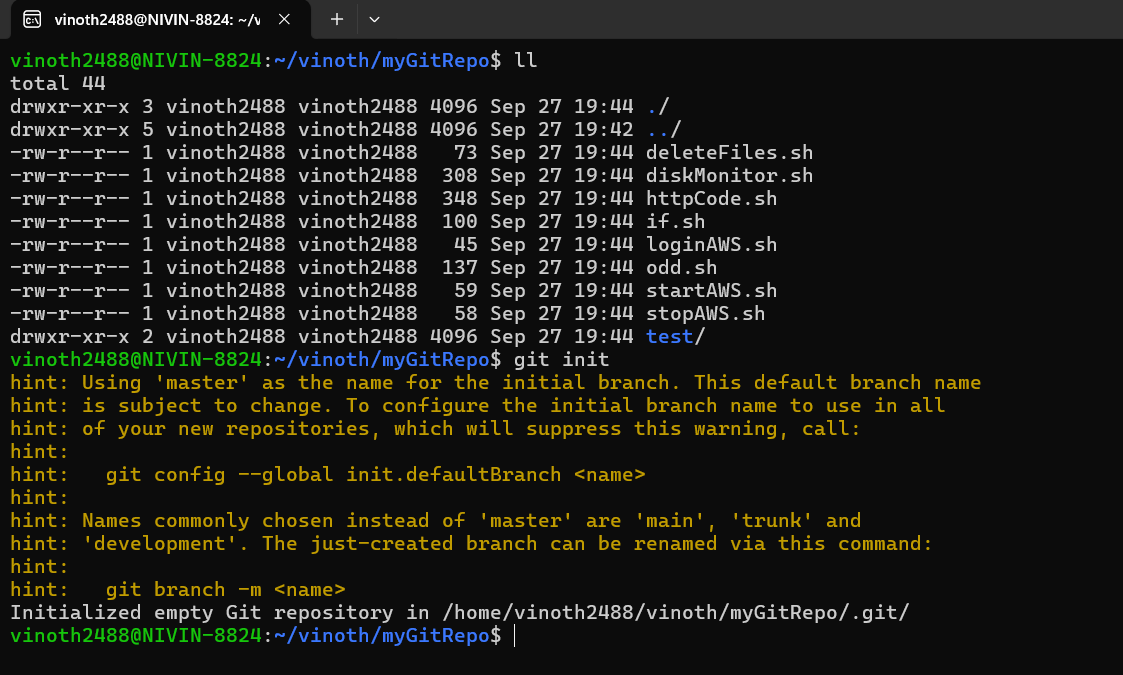 vinoth2488@NIVIN-8824: ~/v
vinoth2488@NIVIN-8824:~/vinoth/myGitRepo$ ll
total 44
drwxr-xr-x 3 vinoth2488 vinoth2488 4096 Sep 27 19:44 ./
drwxr-xr-x 5 vinoth2488 vinoth2488 4096 Sep 27 19:42 ../
-rw-r--r-- 1 vinoth2488 vinoth2488   73 Sep 27 19:44 deleteFiles.sh
-rw-r--r-- 1 vinoth2488 vinoth2488  308 Sep 27 19:44 diskMonitor.sh
-rw-r--r-- 1 vinoth2488 vinoth2488  348 Sep 27 19:44 httpCode.sh
-rw-r--r-- 1 vinoth2488 vinoth2488  100 Sep 27 19:44 if.sh
-rw-r--r-- 1 vinoth2488 vinoth2488   45 Sep 27 19:44 loginAWS.sh
-rw-r--r-- 1 vinoth2488 vinoth2488  137 Sep 27 19:44 odd.sh
-rw-r--r-- 1 vinoth2488 vinoth2488   59 Sep 27 19:44 startAWS.sh
-rw-r--r-- 1 vinoth2488 vinoth2488   58 Sep 27 19:44 stopAWS.sh
drwxr-xr-x 2 vinoth2488 vinoth2488 4096 Sep 27 19:44 test/
vinoth2488@NIVIN-8824:~/vinoth/myGitRepo$ git init
hint: Using 'master' as the name for the initial branch. This default branch name
hint: is subject to change. To configure the initial branch name to use in all
hint: of your new repositories, which will suppress this warning, call:
hint:
hint:   git config --global init.defaultBranch <name>
hint:
hint: Names commonly chosen instead of 'master' are 'main', 'trunk' and
hint: 'development'. The just-created branch can be renamed via this command:
hint:
hint:   git branch -m <name>
Initialized empty Git repository in /home/vinoth2488/vinoth/myGitRepo/.git/
vinoth2488@NIVIN-8824:~/vinoth/myGitRepo$